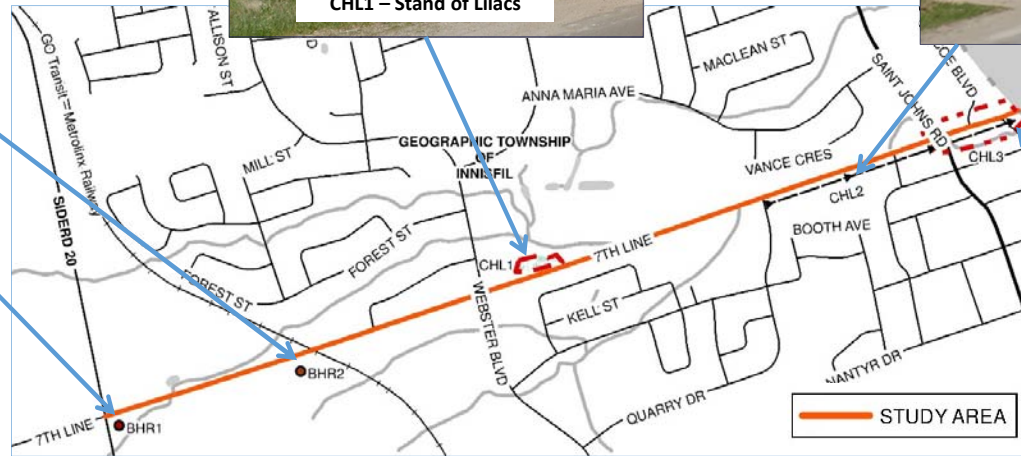 CHL1 – Stand of Lilacs
GO Transit – Metrolinx Railway
ALLISON ST
D
MACLEAN ST
SAINT JOHNS RD
COE BLVD
ANNA MARIA AVE
GEOGRAPHIC TOWNSHIP
OF
INNISFIL
MILL ST
VANCE CRES
CHL3
CHL2
SIDERD 20
BOOTH AVE
FOREST ST
CHL1
7TH LINE
FOREST ST
WEBSTER BLVD
KELL ST
BHR2
NANTYR DR
QUARRY DR
7TH LINE
BHR1
STUDY AREA